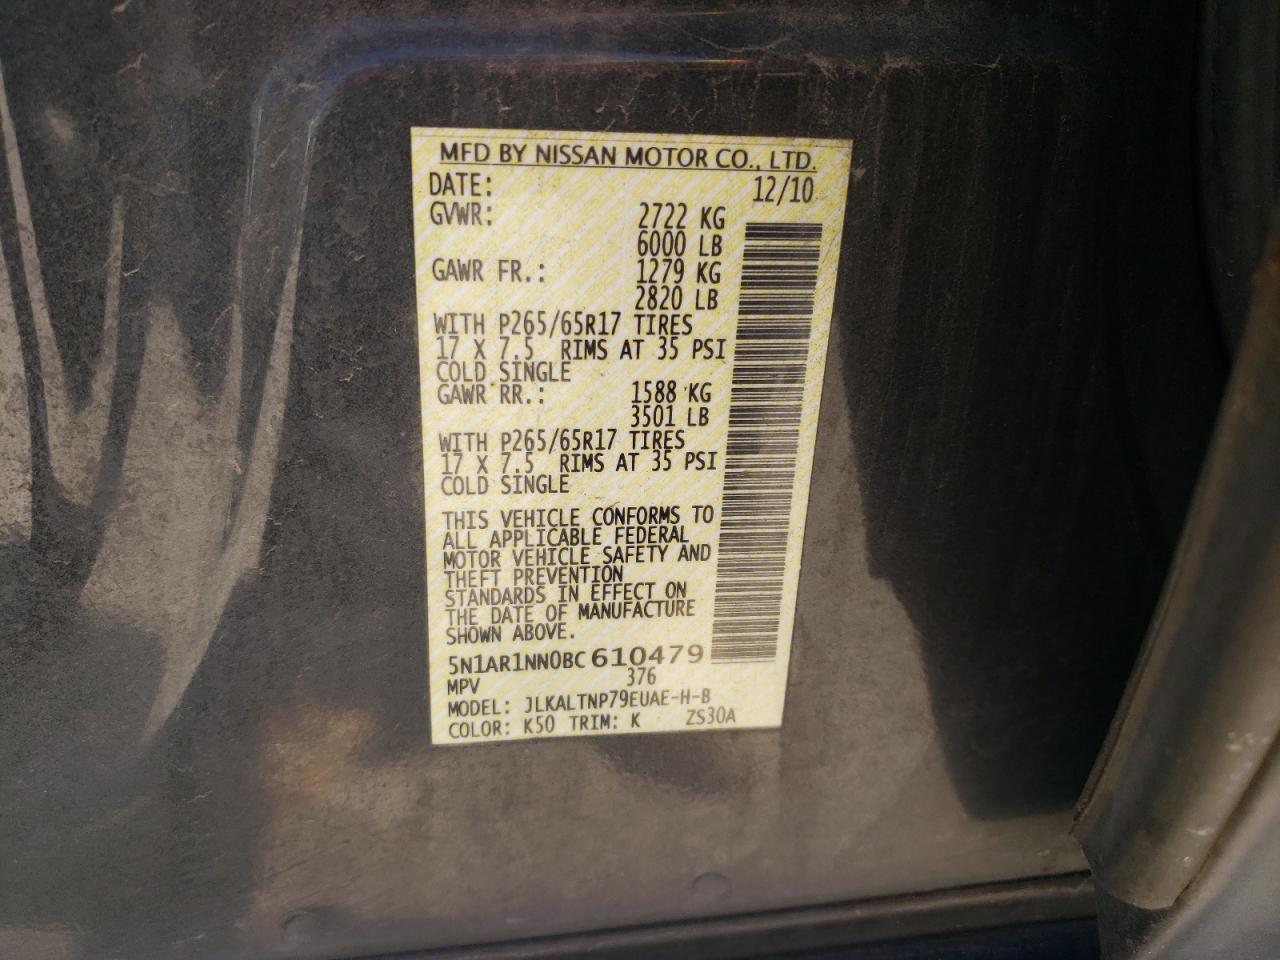 MFD BY NISSAN MOTOR CO., LTD.
DATE: 12/10
GVWR: 2722 KG
6000 LB
GAWR FR.: 1279 KG
2820 LB
WITH P265/65R17 TIRES
17 X 7.5 RIMS AT 35 PSI
COLD SINGLE
GAWR RR.: 1588 KG
3501 LB
WITH P265/65R17 TIRES
17 X 7.5 RIMS AT 35 PSI
COLD SINGLE
THIS VEHICLE CONFORMS TO
ALL APPLICABLE FEDERAL
MOTOR VEHICLE SAFETY AND
THEFT PREVENTION
STANDARDS IN EFFECT ON
THE DATE OF MANUFACTURE
SHOWN ABOVE.
5N1AR1NN0BC610479
MPV 376
MODEL: JLKALTNP79EUAE-H-B
COLOR: K50 TRIM: K ZS30A